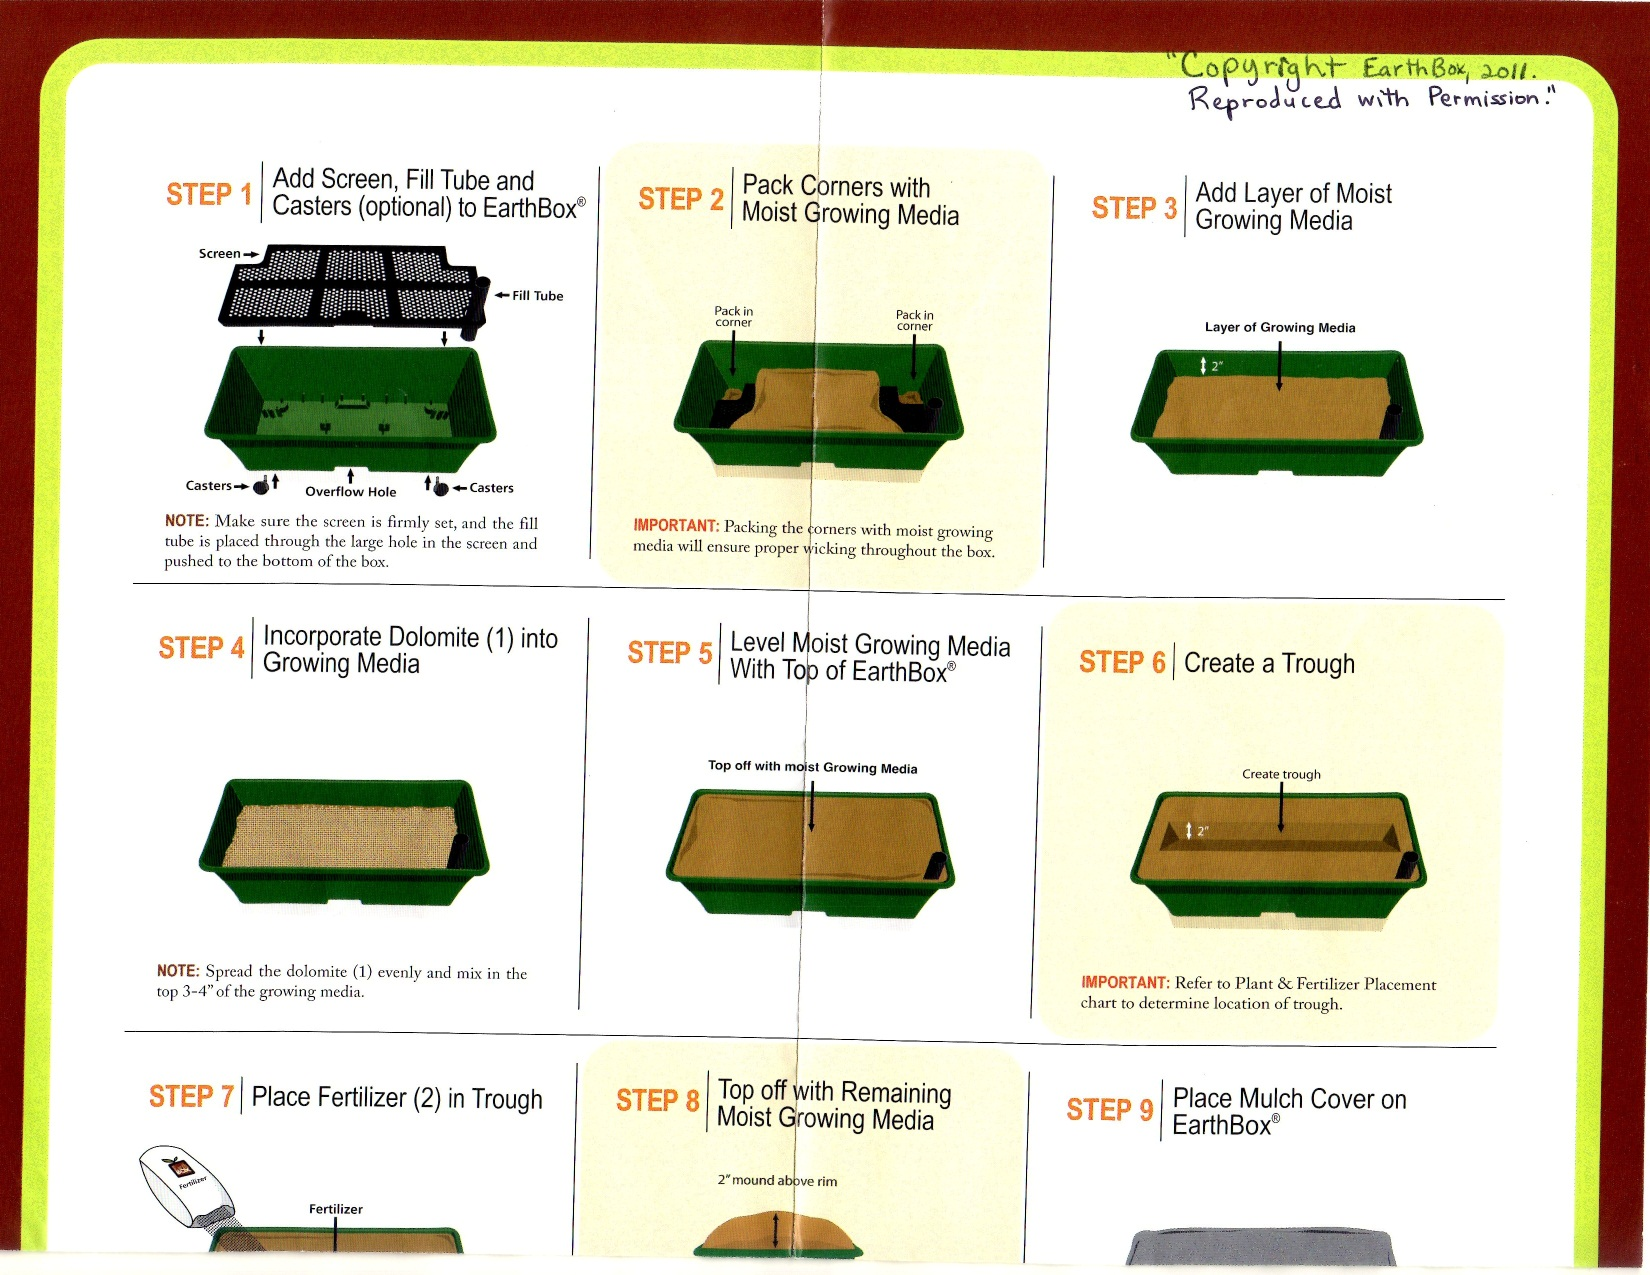 "Copyright EarthBox, 2011.
Reproduced with Permission."
STEP 1
Add Screen, Fill Tube and
Casters (optional) to EarthBox®
Screen
Fill Tube
Casters
Overflow Hole
Casters
NOTE: Make sure the screen is firmly set, and the fill
tube is placed through the large hole in the screen and
pushed to the bottom of the box.
STEP 2
Pack Corners with
Moist Growing Media
Pack in
corner
Pack in
corner
IMPORTANT: Packing the corners with moist growing
media will ensure proper wicking throughout the box.
STEP 3
Add Layer of Moist
Growing Media
Layer of Growing Media
2"
STEP 4
Incorporate Dolomite (1) into
Growing Media
NOTE: Spread the dolomite (1) evenly and mix in the
top 3-4" of the growing media.
STEP 5
Level Moist Growing Media
With Top of EarthBox®
Top off with moist Growing Media
STEP 6
Create a Trough
Create trough
2"
IMPORTANT: Refer to Plant & Fertilizer Placement
chart to determine location of trough.
STEP 7
Place Fertilizer (2) in Trough
Fertilizer
Fertilizer
STEP 8
Top off with Remaining
Moist Growing Media
2" mound above rim
STEP 9
Place Mulch Cover on
EarthBox®